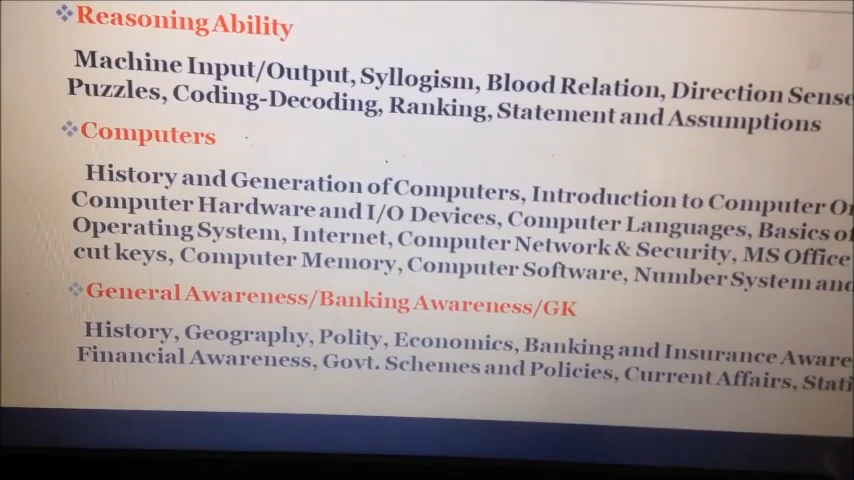 Reasoning Ability
Machine Input/Output, Syllogism, Blood Relation, Direction Sense
Puzzles, Coding-Decoding, Ranking, Statement and Assumptions
Computers
History and Generation of Computers, Introduction to Computer
Computer Hardware and I/O Devices, Computer Languages, Basics of
Operating System, Internet, Computer Network & Security, MS Office
cut keys, Computer Memory, Computer Software, Number System and
General Awareness/Banking Awareness/GK
History, Geography, Polity, Economics, Banking and Insurance
Financial Awareness, Govt. Schemes and Policies, Current Affairs,